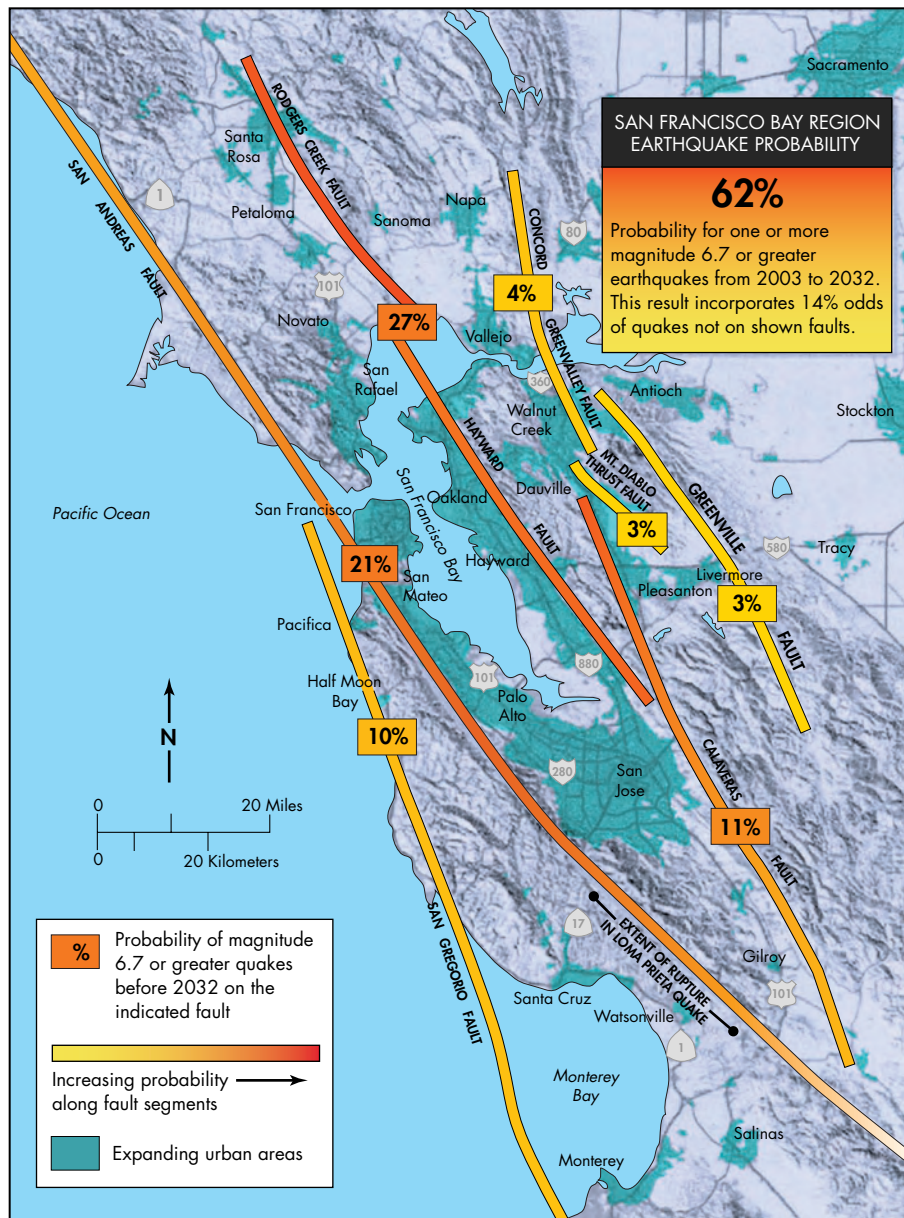 Sacramento
SAN FRANCISCO BAY REGION
EARTHQUAKE PROBABILITY
62%
Probability for one or more
magnitude 6.7 or greater
earthquakes from 2003 to 2032.
This result incorporates 14% odds
of quakes not on shown faults.
RODGERS CREEK FAULT
Santa
Rosa
SAN ANDREAS FAULT
1
Petaloma
Sanoma
Napa
CONCORD
GREENVALLEY FAULT
80
4%
101
27%
Novato
Vallejo
San
Rafael
360
Antioch
Walnut
Creek
Stockton
HAYWARD
FAULT
MT. DIABLO
THRUST FAULT
Dauville
San Francisco Bay
Oakland
GREENVILLE
FAULT
Pacific Ocean
San Francisco
3%
580
Tracy
21%
Hayward
San
Mateo
Livermore
Pleasanton
3%
Pacifica
880
Half Moon
Bay
101
Palo
Alto
N
10%
280
San
Jose
CALAVERAS
FAULT
0
20 Miles
0
20 Kilometers
11%
SAN GREGORIO FAULT
17
EXTENT OF RUPTURE
IN LOMA PRIETA QUAKE
Gilroy
101
Santa Cruz
Watsonville
1
Monterey
Bay
Salinas
Monterey
%
Probability of magnitude
6.7 or greater quakes
before 2032 on the
indicated fault
Increasing probability
along fault segments
Expanding urban areas